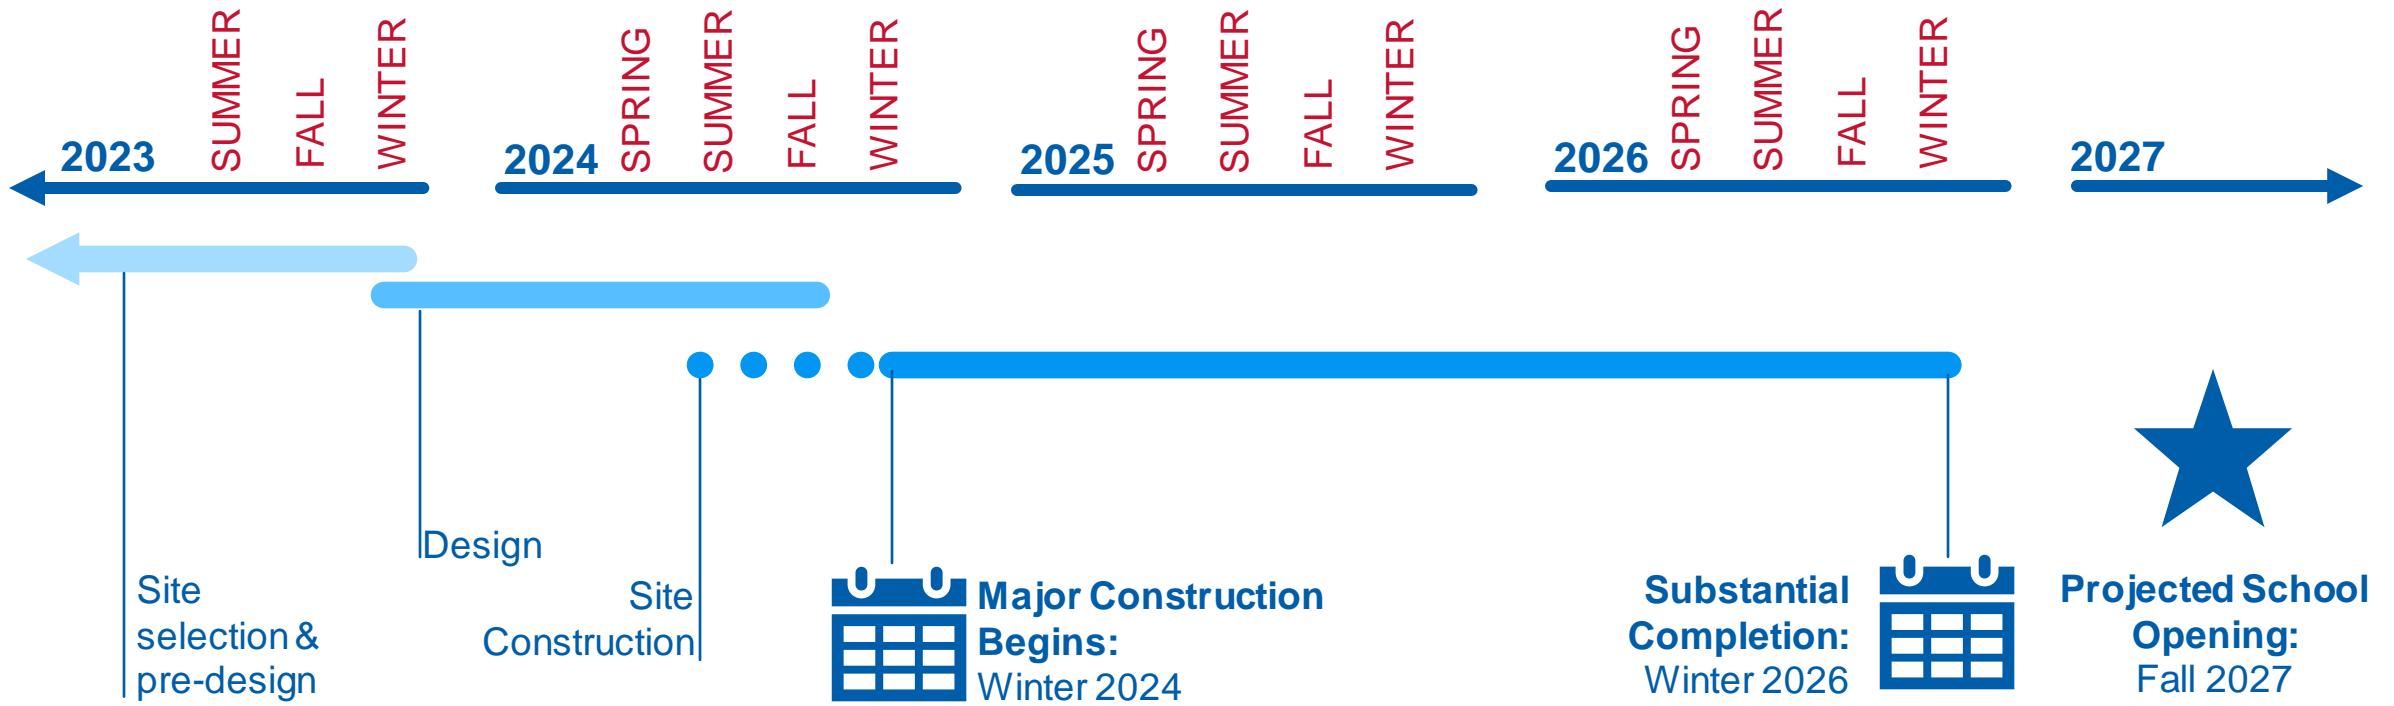 2023
SUMMER
FALL
WINTER
2024
SPRING
SUMMER
FALL
WINTER
2025
SPRING
SUMMER
FALL
WINTER
2026
SPRING
SUMMER
FALL
WINTER
2027
Site
selection &
pre-design
Design
Site
Construction
Major Construction
Begins:
Winter 2024
Substantial
Completion:
Winter 2026
Projected School
Opening:
Fall 2027